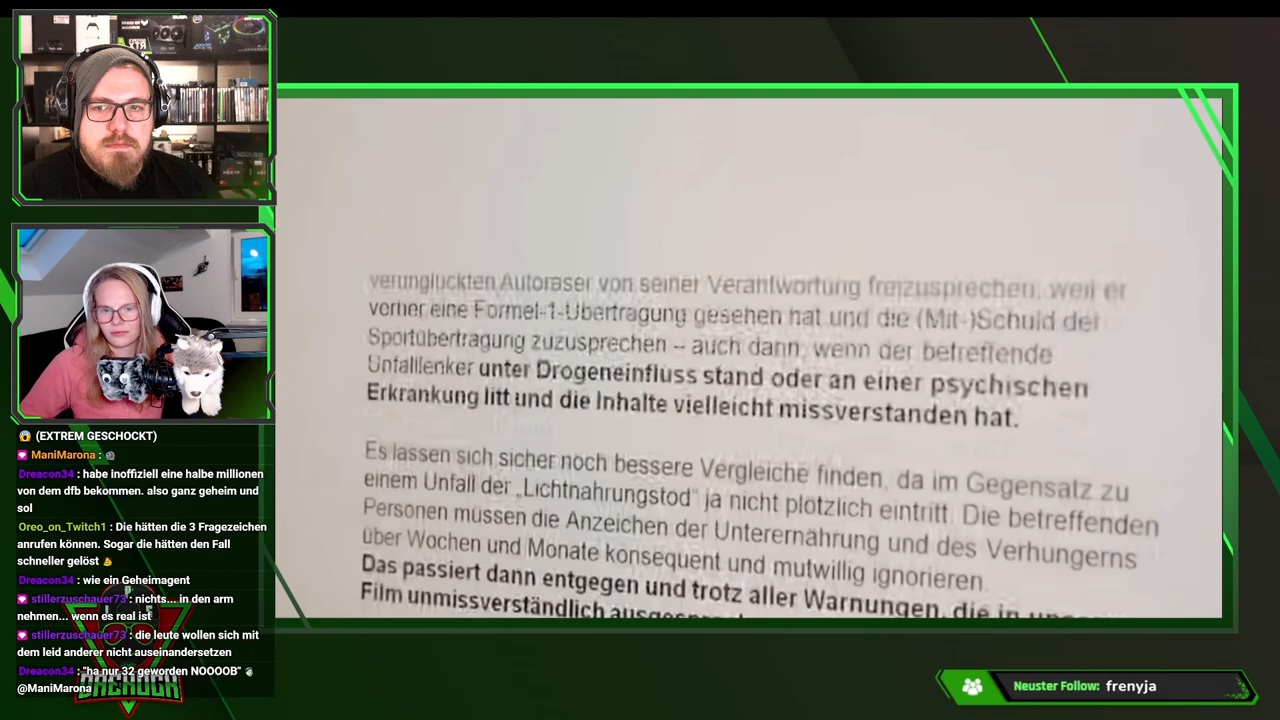 😱 (EXTREM GESCHOCKT)
ManiMarona :
Dreacon34 : habe inoffiziell eine halbe millionen
von dem dfb bekommen. also ganz geheim und
sol
Oreo_on_Twitch1 : Die hätten die 3 Fragezeichen
anrufen können. Sogar die hätten den Fall
schneller gelöst
Dreacon34 : wie ein Geheimagent
stillerzuschauer73 : nichts... in den arm
nehmen... wenn es real ist
stillerzuschauer73 : die leute wollen sich mit
dem leid anderer nicht auseinandersetzen
Dreacon34 : "ha nur 32 geworden NOOOOB"
@ManiMarona
verunglückten Autoraser von seiner Verantwortung freizusprechen, weil er
vorher eine Formel-1-Übertragung gesehen hat und die (Mit-)Schuld der
Sportübertragung zuzusprechen – auch dann, wenn der betreffende
Unfalllenker unter Drogeneinfluss stand oder an einer psychischen
Erkrankung litt und die Inhalte vielleicht missverstanden hat.
Es lassen sich sicher noch bessere Vergleiche finden, da im Gegensatz zu
einem Unfall der „Lichtnahrungstod“ ja nicht plötzlich eintritt. Die betreffenden
Personen müssen die Anzeichen der Unterernährung und des Verhungerns
über Wochen und Monate konsequent und mutwillig ignorieren.
Das passiert dann entgegen und trotz aller Warnungen, die in
Film unmissverständlich
Neuster Follow: frenyja